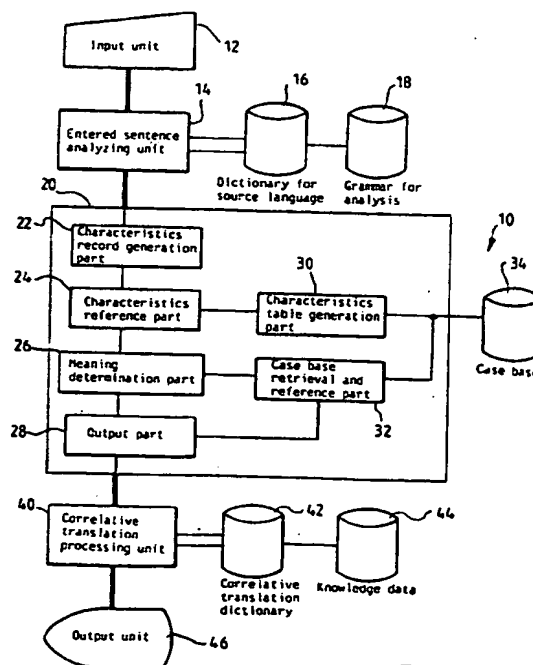 Input unit
12
14
16
18
Entered sentence
analyzing unit
Dictionary for
source language
Grammar for
analysis
20
22
Characteristics
record generation
part
10
24
30
34
Characteristics
reference part
Characteristics
table generation
part
26
Meaning
determination part
Case base
retrieval and
reference part
Case base
28
32
Output part
40
42
44
Correlative
translation
processing unit
Correlative
translation
dictionary
Knowledge data
Output unit
46